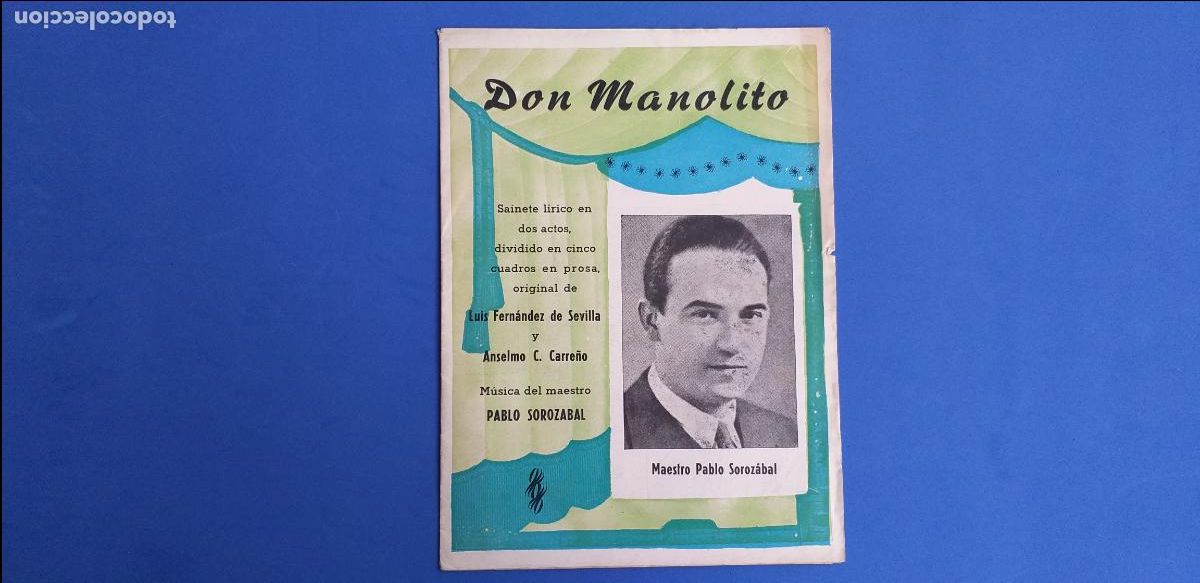 todocoleccion
Don Manolito
Sainete lírico en
dos actos,
dividido en cinco
cuadros en prosa,
original de
Luis Fernández de Sevilla
y
Anselmo C. Carreño
Música del maestro
PABLO SOROZABAL
Maestro Pablo Sorozábal